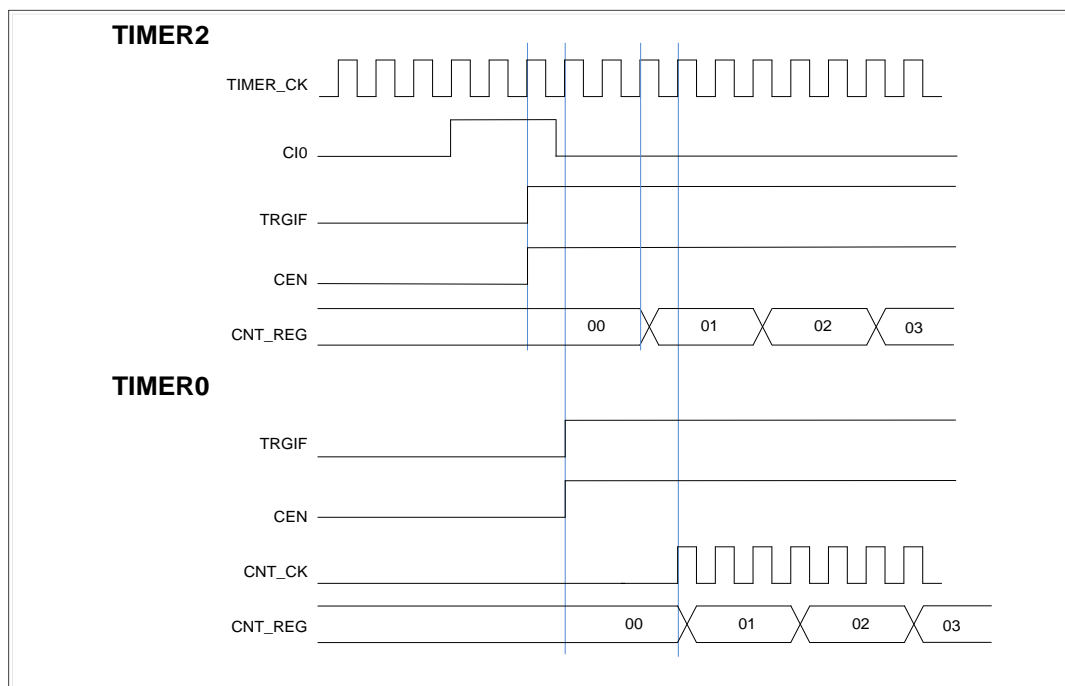 TIMER2
TIMER_CK
CI0
TRGIF
CEN
CNT_REG 00 01 02 03
TIMER0
TRGIF
CEN
CNT_CK
CNT_REG 00 01 02 03